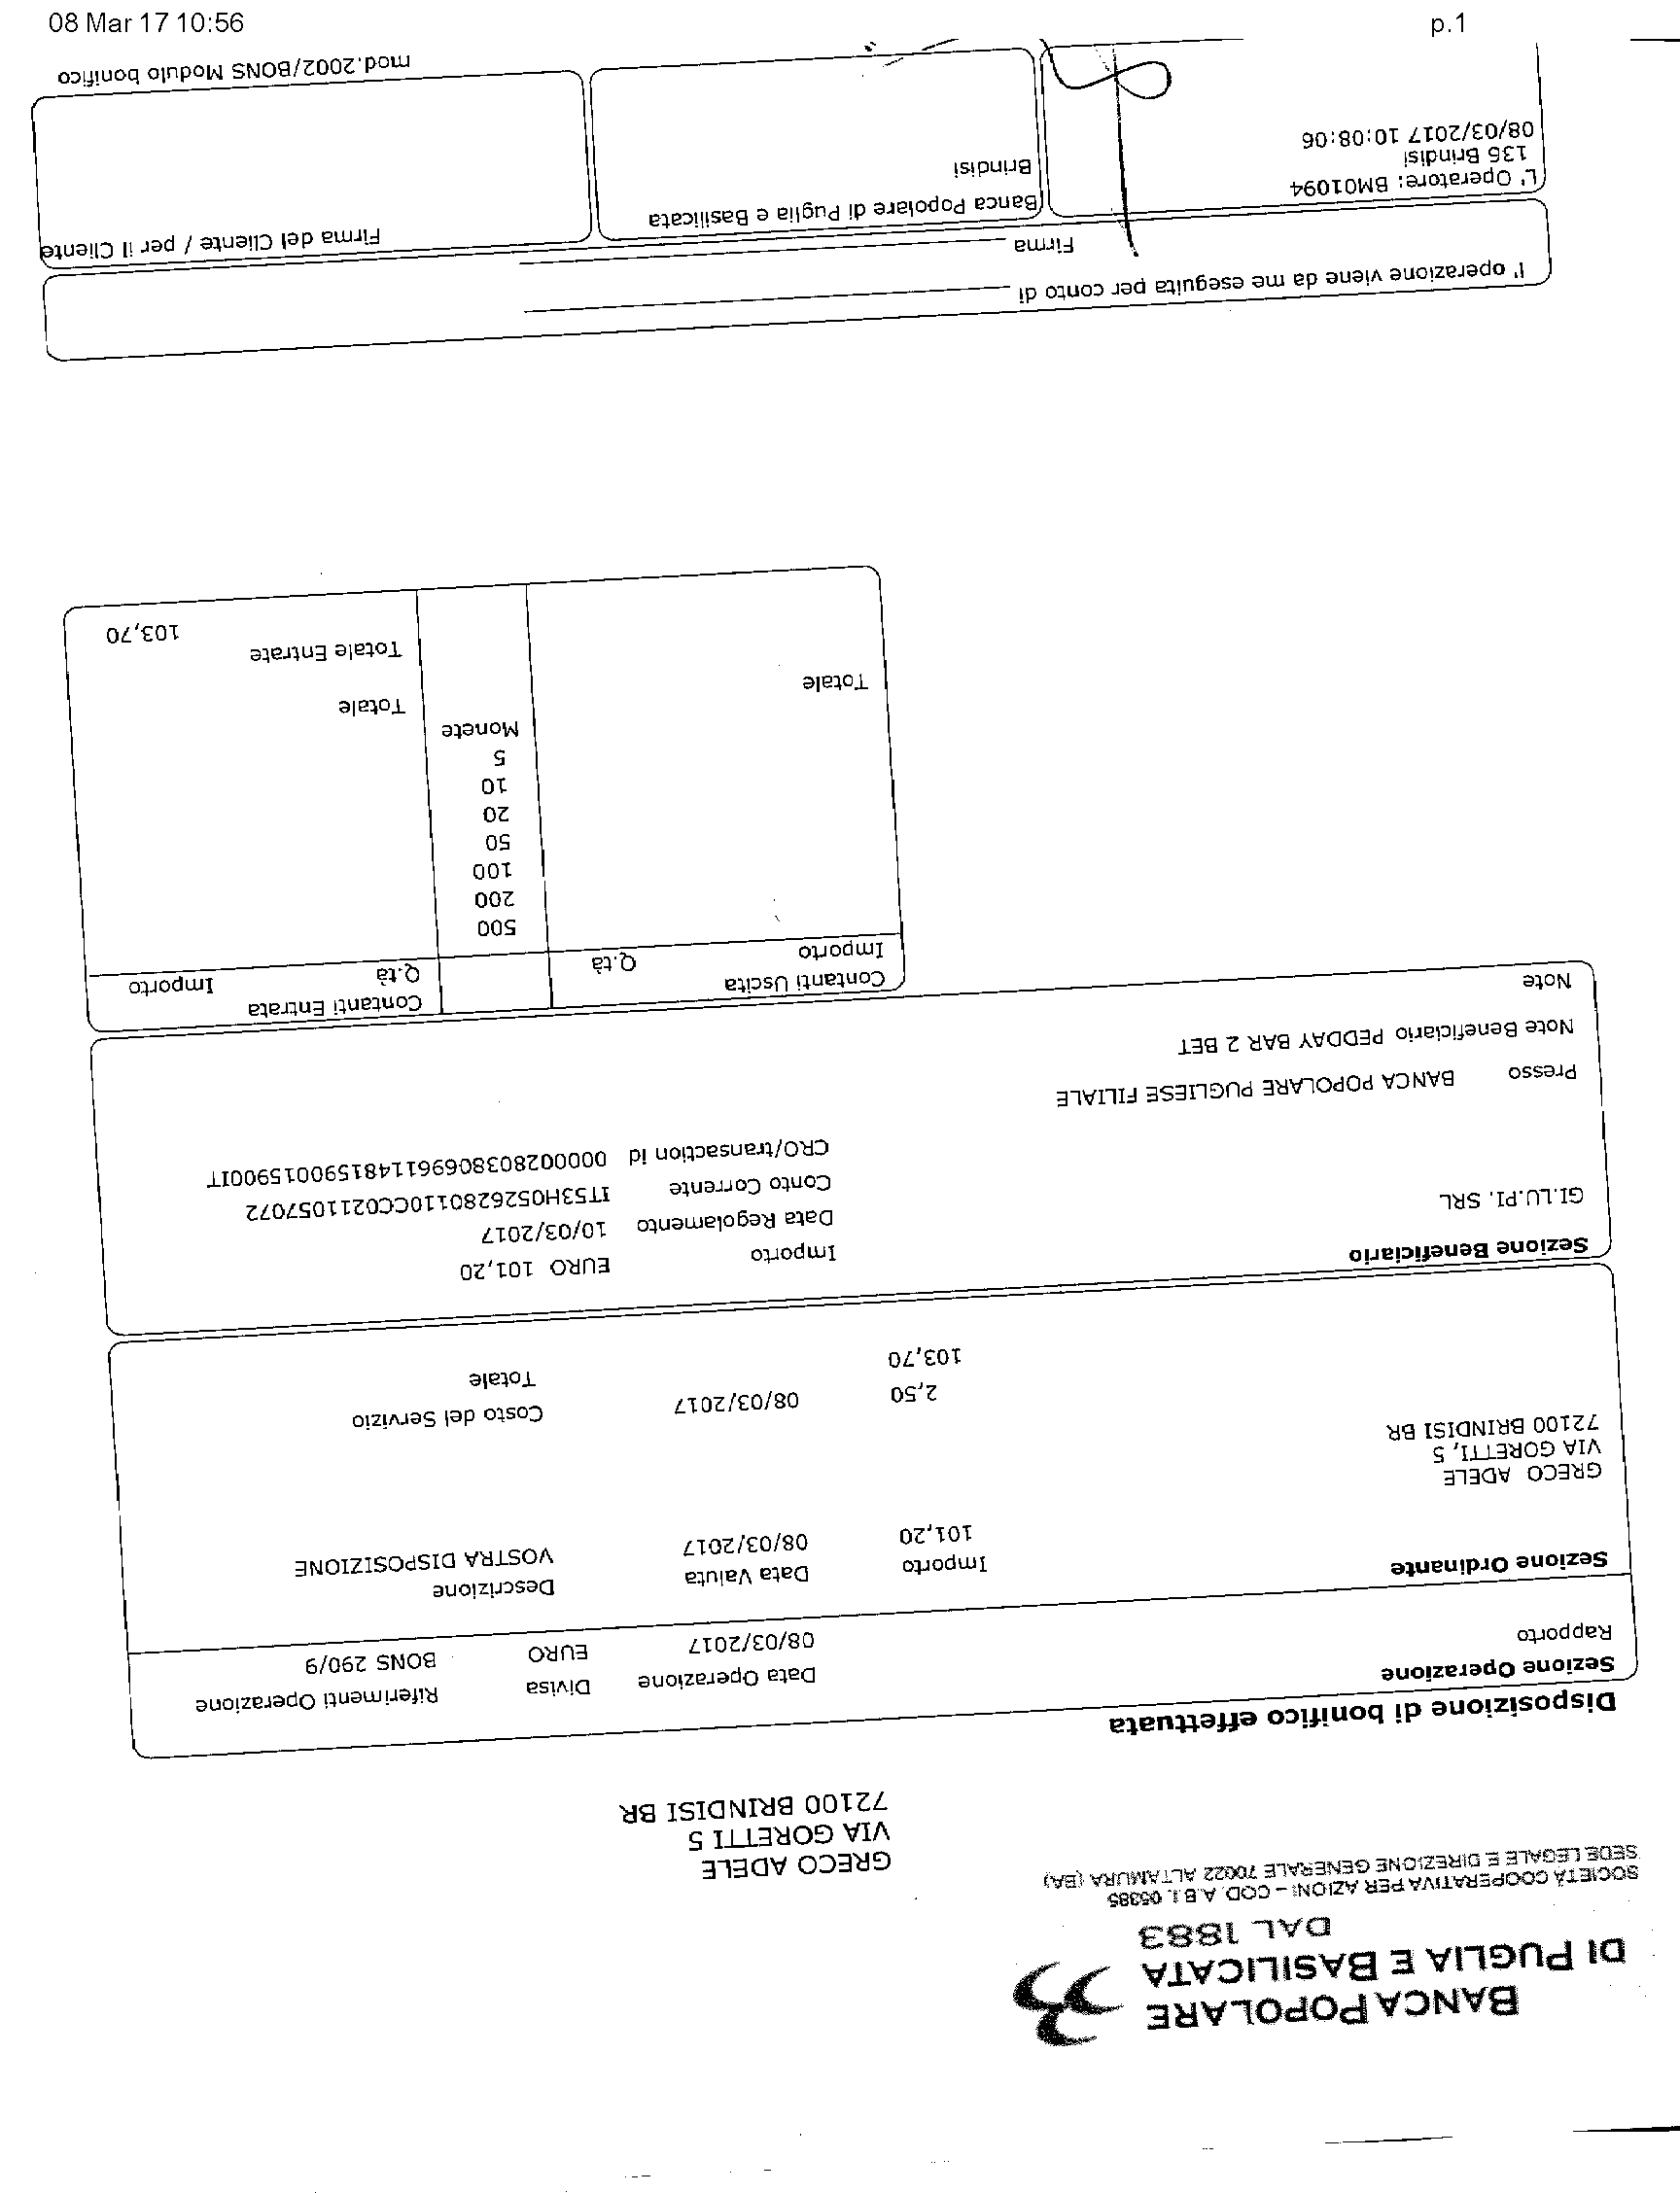 08 Mar 17 10:56
p.1
BANCA POPOLARE
DI PUGLIA E BASILICATA
DAL 1883
SOCIETÀ COOPERATIVA PER AZIONI – COD. A.B.I. 05385
SEDE LEGALE E DIREZIONE GENERALE 70022 ALTAMURA (BA)
GRECO ADELE
VIA GORETTI 5
72100 BRINDISI BR
Disposizione di bonifico effettuata
Sezione Operazione
Rapporto
Data Operazione Divisa Riferimenti Operazione
08/03/2017 EURO BONS 290/9
Sezione Ordinante
Importo Data Valuta Descrizione
101,20 08/03/2017 VOSTRA DISPOSIZIONE
GRECO ADELE
VIA GORETTI, 5
72100 BRINDISI BR
2,50 08/03/2017 Costo del Servizio
103,70 Totale
Sezione Beneficiario
GI.LU.PI. SRL
Importo EURO 101,20
Data Regolamento 10/03/2017
Conto Corrente IT53H0526280110CC0211057072
CRO/transaction id 0000028038069611481590015900IT
Presso BANCA POPOLARE PUGLIESE FILIALE
Note Beneficiario PEDDAY BAR 2 BET
Note
Contanti Uscita Contanti Entrata
Importo Q.tà Q.tà Importo
500
200
100
50
20
10
5
Monete
Totale Totale
Totale Entrate 103,70
l' operazione viene da me eseguita per conto di
Firma
L' Operatore: BM01094
136 Brindisi
08/03/2017 10:08:06
Banca Popolare di Puglia e Basilicata
Brindisi
Firma del Cliente / per il Cliente
mod.2002/BONS Modulo bonifico